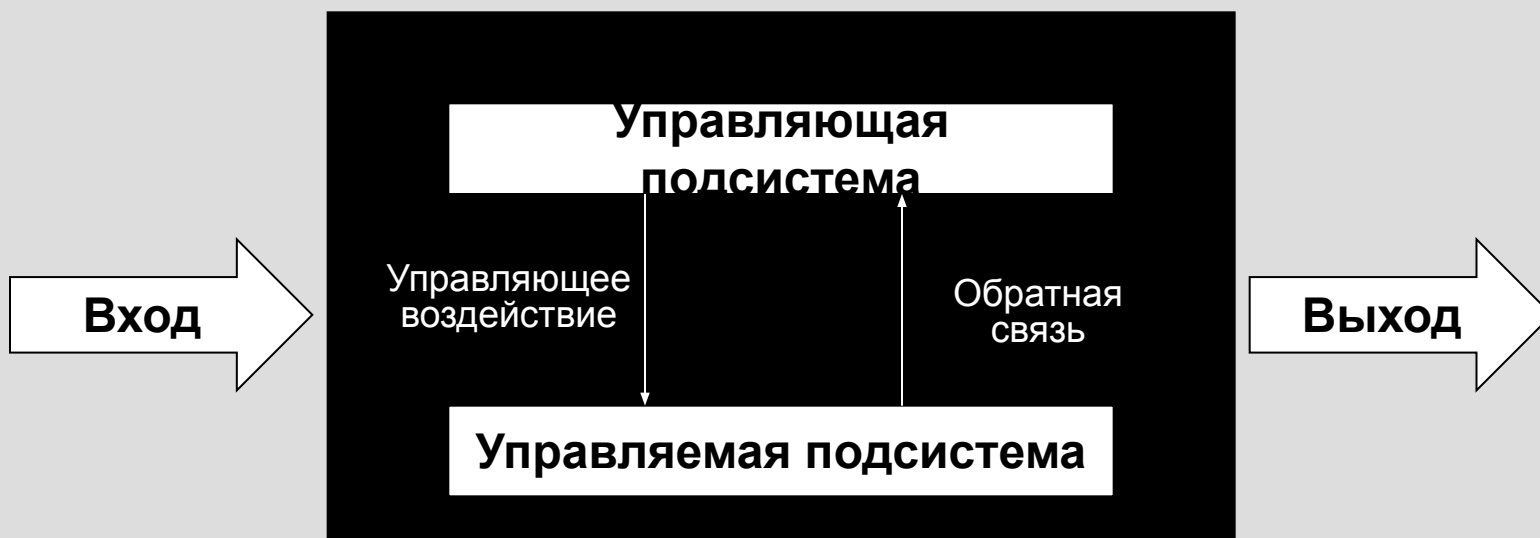 Управляющая
подсистема
Вход
Управляющее
воздействие
Обратная
связь
Выход
Управляемая подсистема